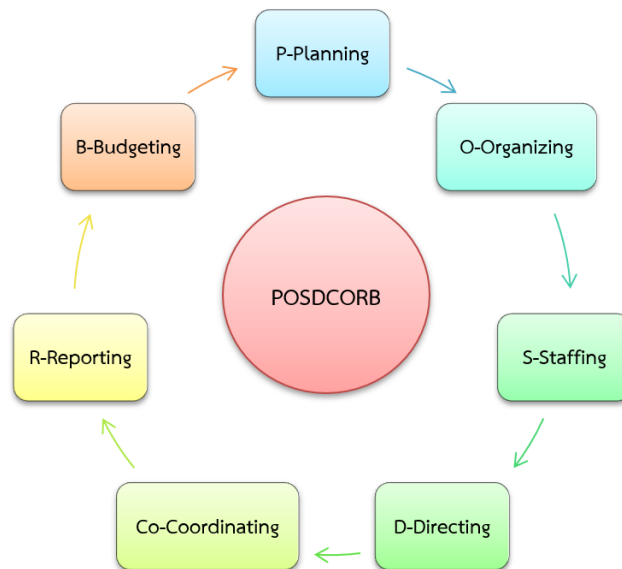 P-Planning
O-Organizing
S-Staffing
D-Directing
Co-Coordinating
R-Reporting
B-Budgeting
POSDCORB